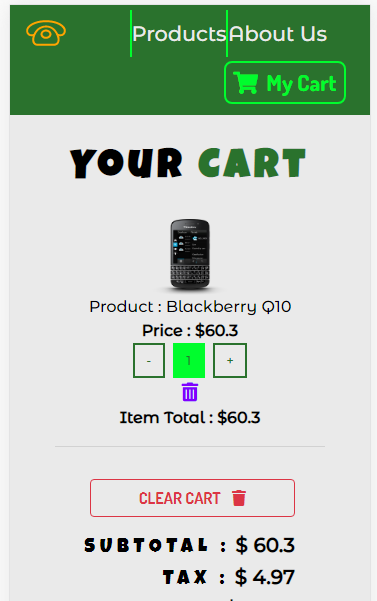 Products About Us
My Cart
YOUR CART
Product : Blackberry Q10
Price : $60.3
- 1 +
Item Total : $60.3
CLEAR CART
SUBTOTAL : $ 60.3
TAX : $ 4.97